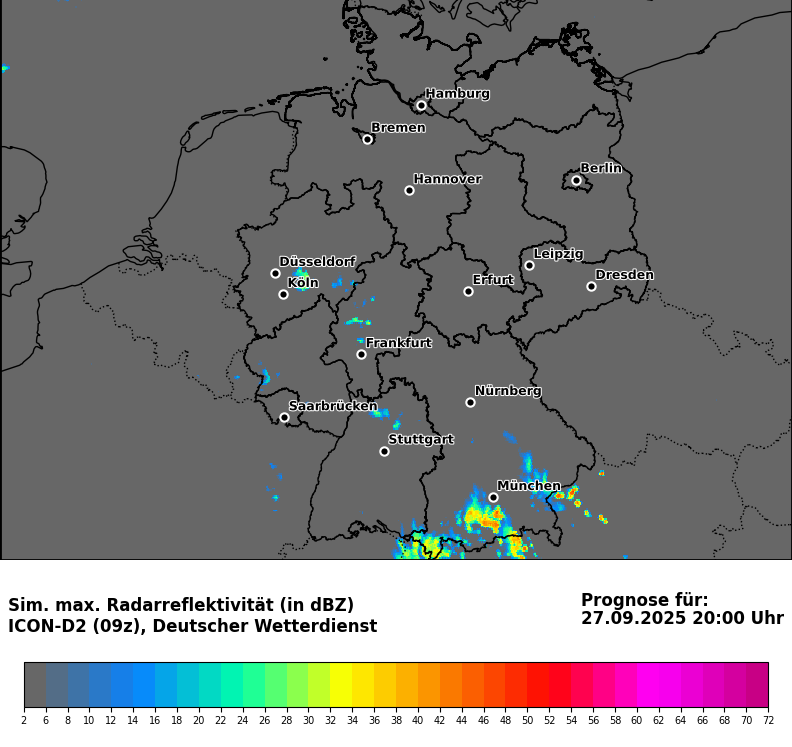 Hamburg
Bremen
Berlin
Hannover
Leipzig
Düsseldorf
Dresden
Köln
Erfurt
Frankfurt
Nürnberg
Saarbrücken
Stuttgart
München
Sim. max. Radarreflektivität (in dBZ)
ICON-D2 (09z), Deutscher Wetterdienst
Prognose für:
27.09.2025 20:00 Uhr
2 6 8 10 12 14 16 18 20 22 24 26 28 30 32 34 36 38 40 42 44 46 48 50 52 54 56 58 60 62 64 66 68 70 72